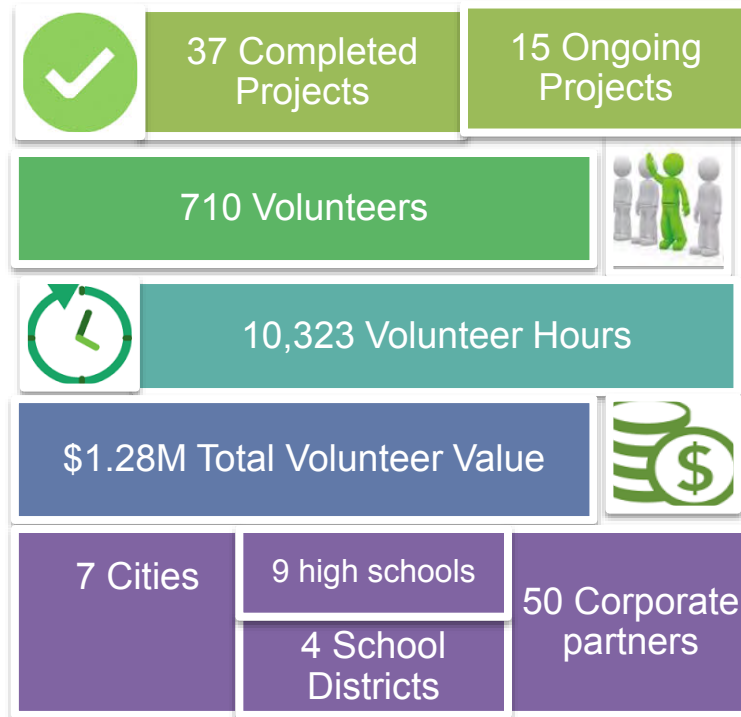 37 Completed
Projects
15 Ongoing
Projects
710 Volunteers
10,323 Volunteer Hours
$1.28M Total Volunteer Value
$
7 Cities
9 high schools
4 School
Districts
50 Corporate
partners